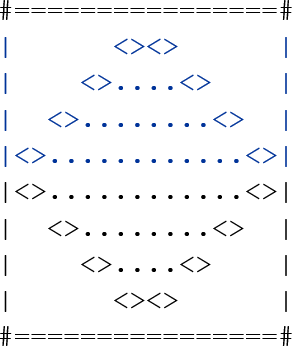 #================#
|      <><>      |
|    <>....<>    |
|  <>........<>  |
|<>............<>|
|<>............<>|
|  <>........<>  |
|    <>....<>    |
|      <><>      |
#================#